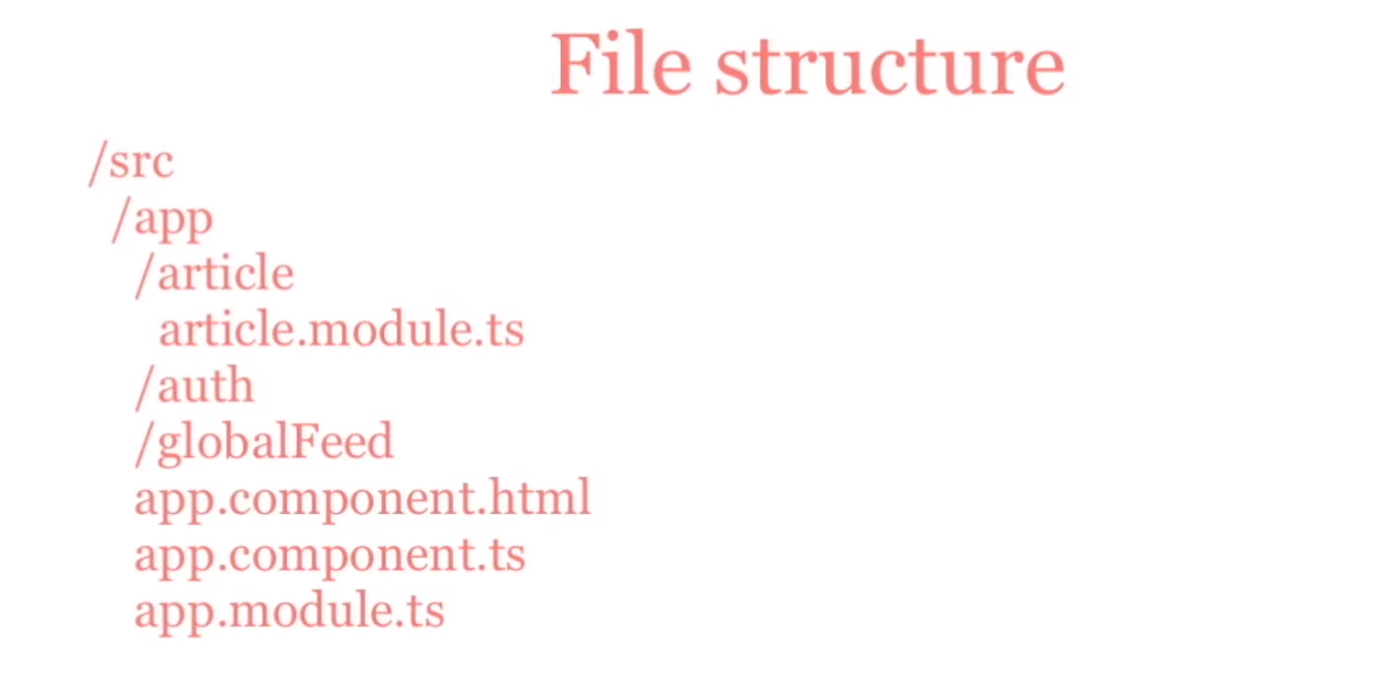 File structure
/src
/app
/article
article.module.ts
/auth
/globalFeed
app.component.html
app.component.ts
app.module.ts